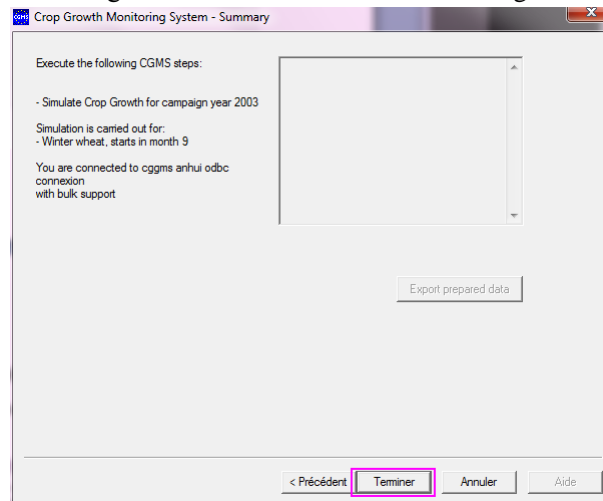 Crop Growth Monitoring System - Summary
Execute the following CGMS steps:
- Simulate Crop Growth for campaign year 2003
Simulation is carried out for:
- Winter wheat, starts in month 9
You are connected to cggms anhui odbc
connexion
with bulk support
Export prepared data
< Précédent
Terminer
Annuler
Aide